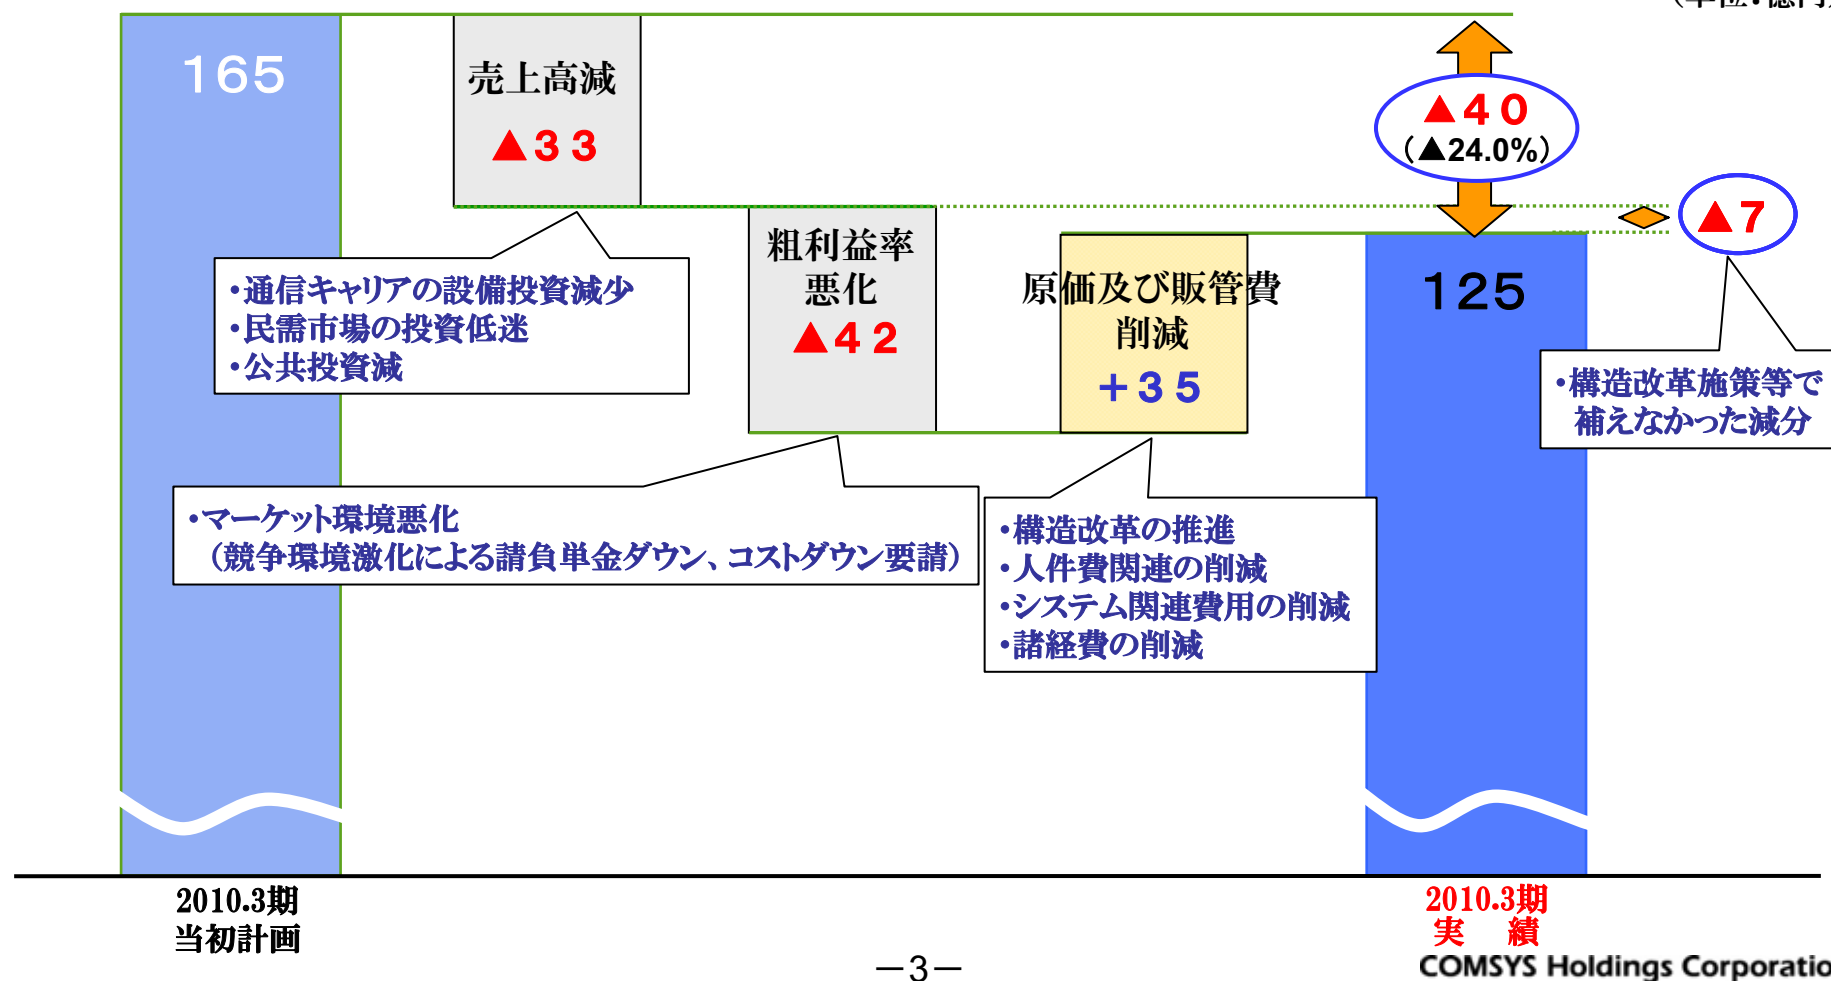 （単位：億円）
165
売上高減
▲３３
▲４０
（▲24.0%）
▲７
粗利益率
悪化
▲４２
原価及び販管費
削減
＋３５
125
・通信キャリアの設備投資減少
・民需市場の投資低迷
・公共投資減
・構造改革施策等で
補えなかった減分
・マーケット環境悪化
（競争環境激化による請負単金ダウン、コストダウン要請）
・構造改革の推進
・人件費関連の削減
・システム関連費用の削減
・諸経費の削減
2010.3期
当初計画
2010.3期
実　績
－3－
COMSYS Holdings Corporatio